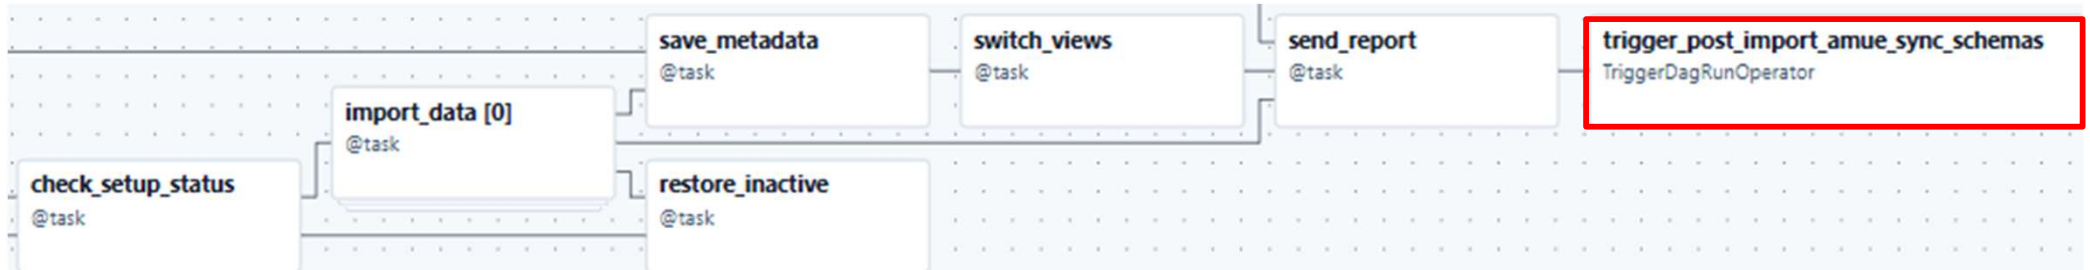 save_metadata
@task
switch_views
@task
send_report
@task
trigger_post_import_amue_sync_schemas
TriggerDagRunOperator
import_data [0]
@task
check_setup_status
@task
restore_inactive
@task